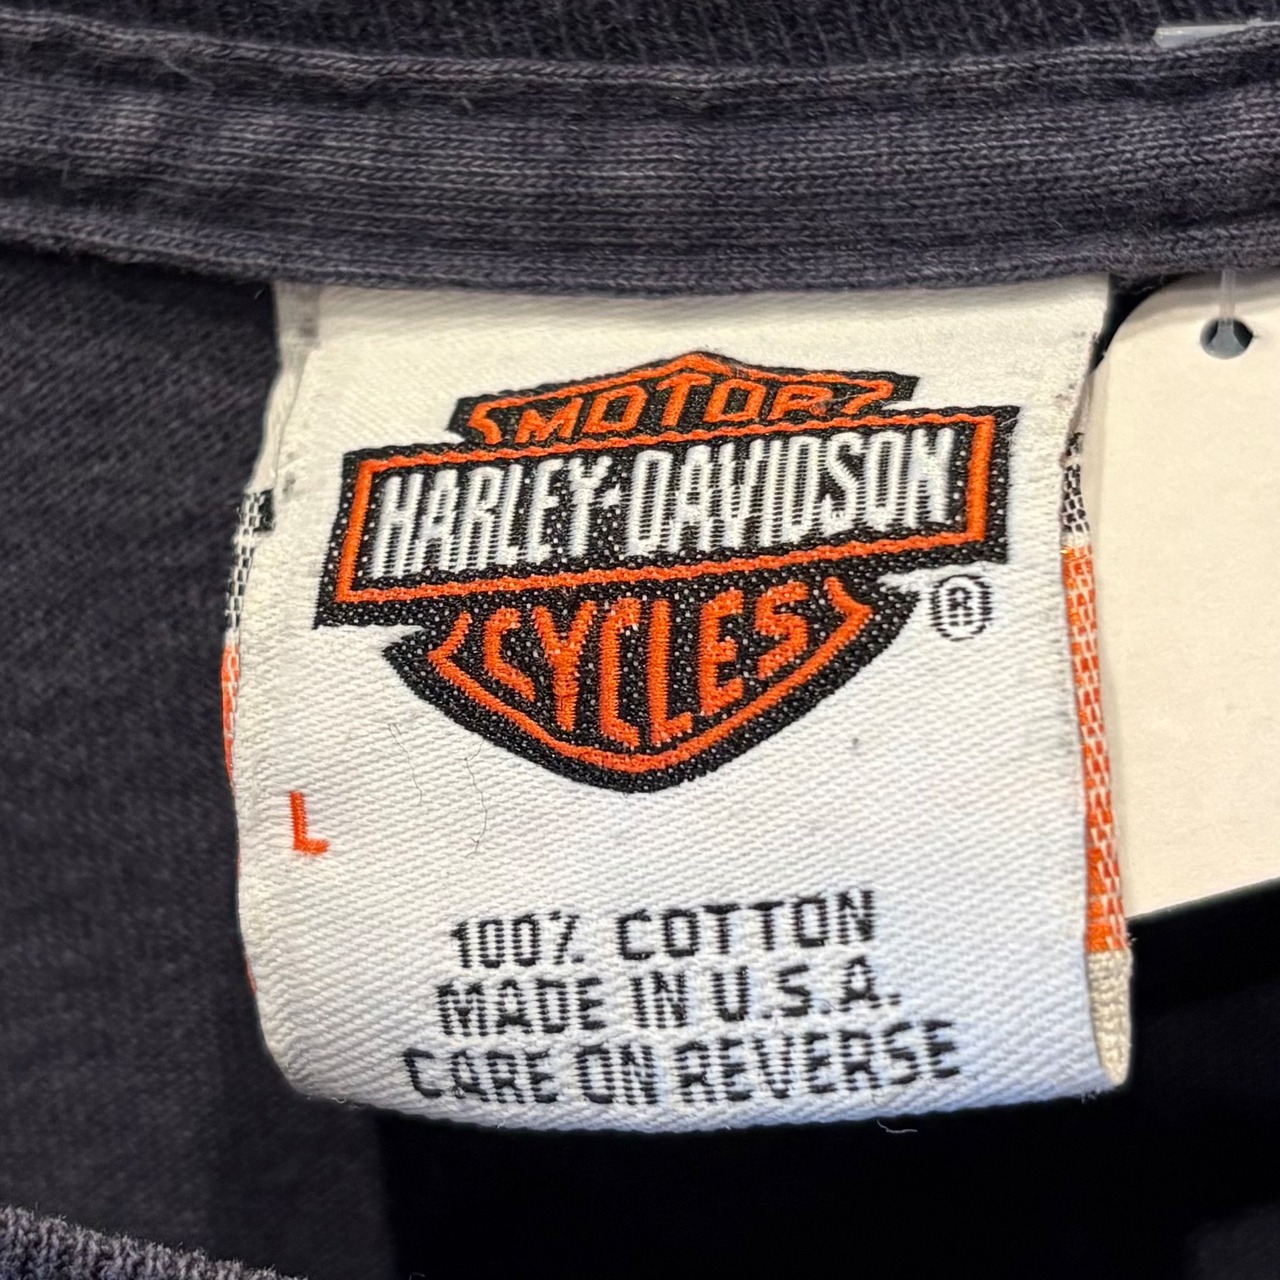 MOTOR
HARLEY-DAVIDSON
CYCLES
®
L
100% COTTON
MADE IN U.S.A.
CARE ON REVERSE